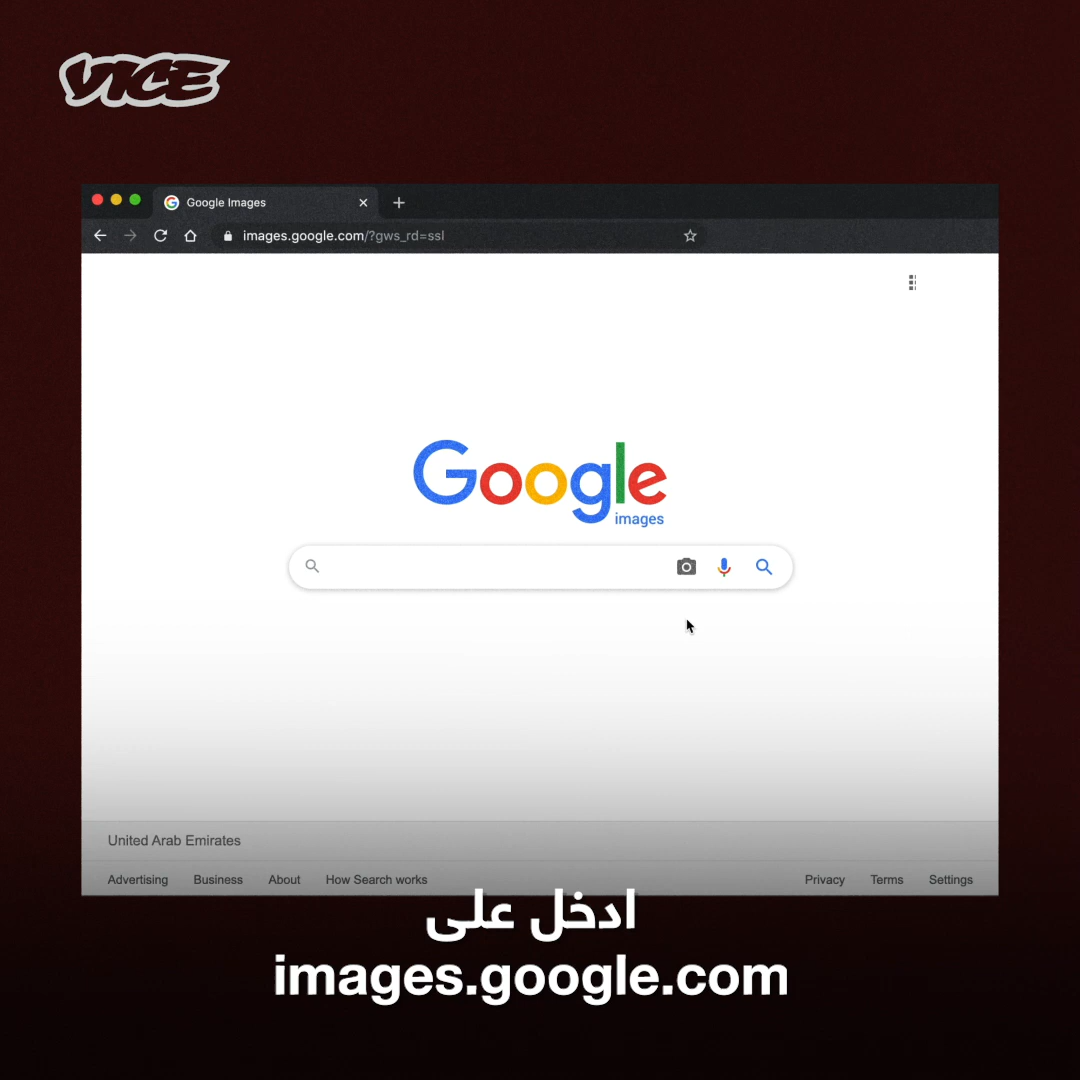 VICE
Google Images
images.google.com/?gws_rd=ssl
Google
images
United Arab Emirates
Advertising Business About How Search works Privacy Terms Settings
ادخل على
images.google.com